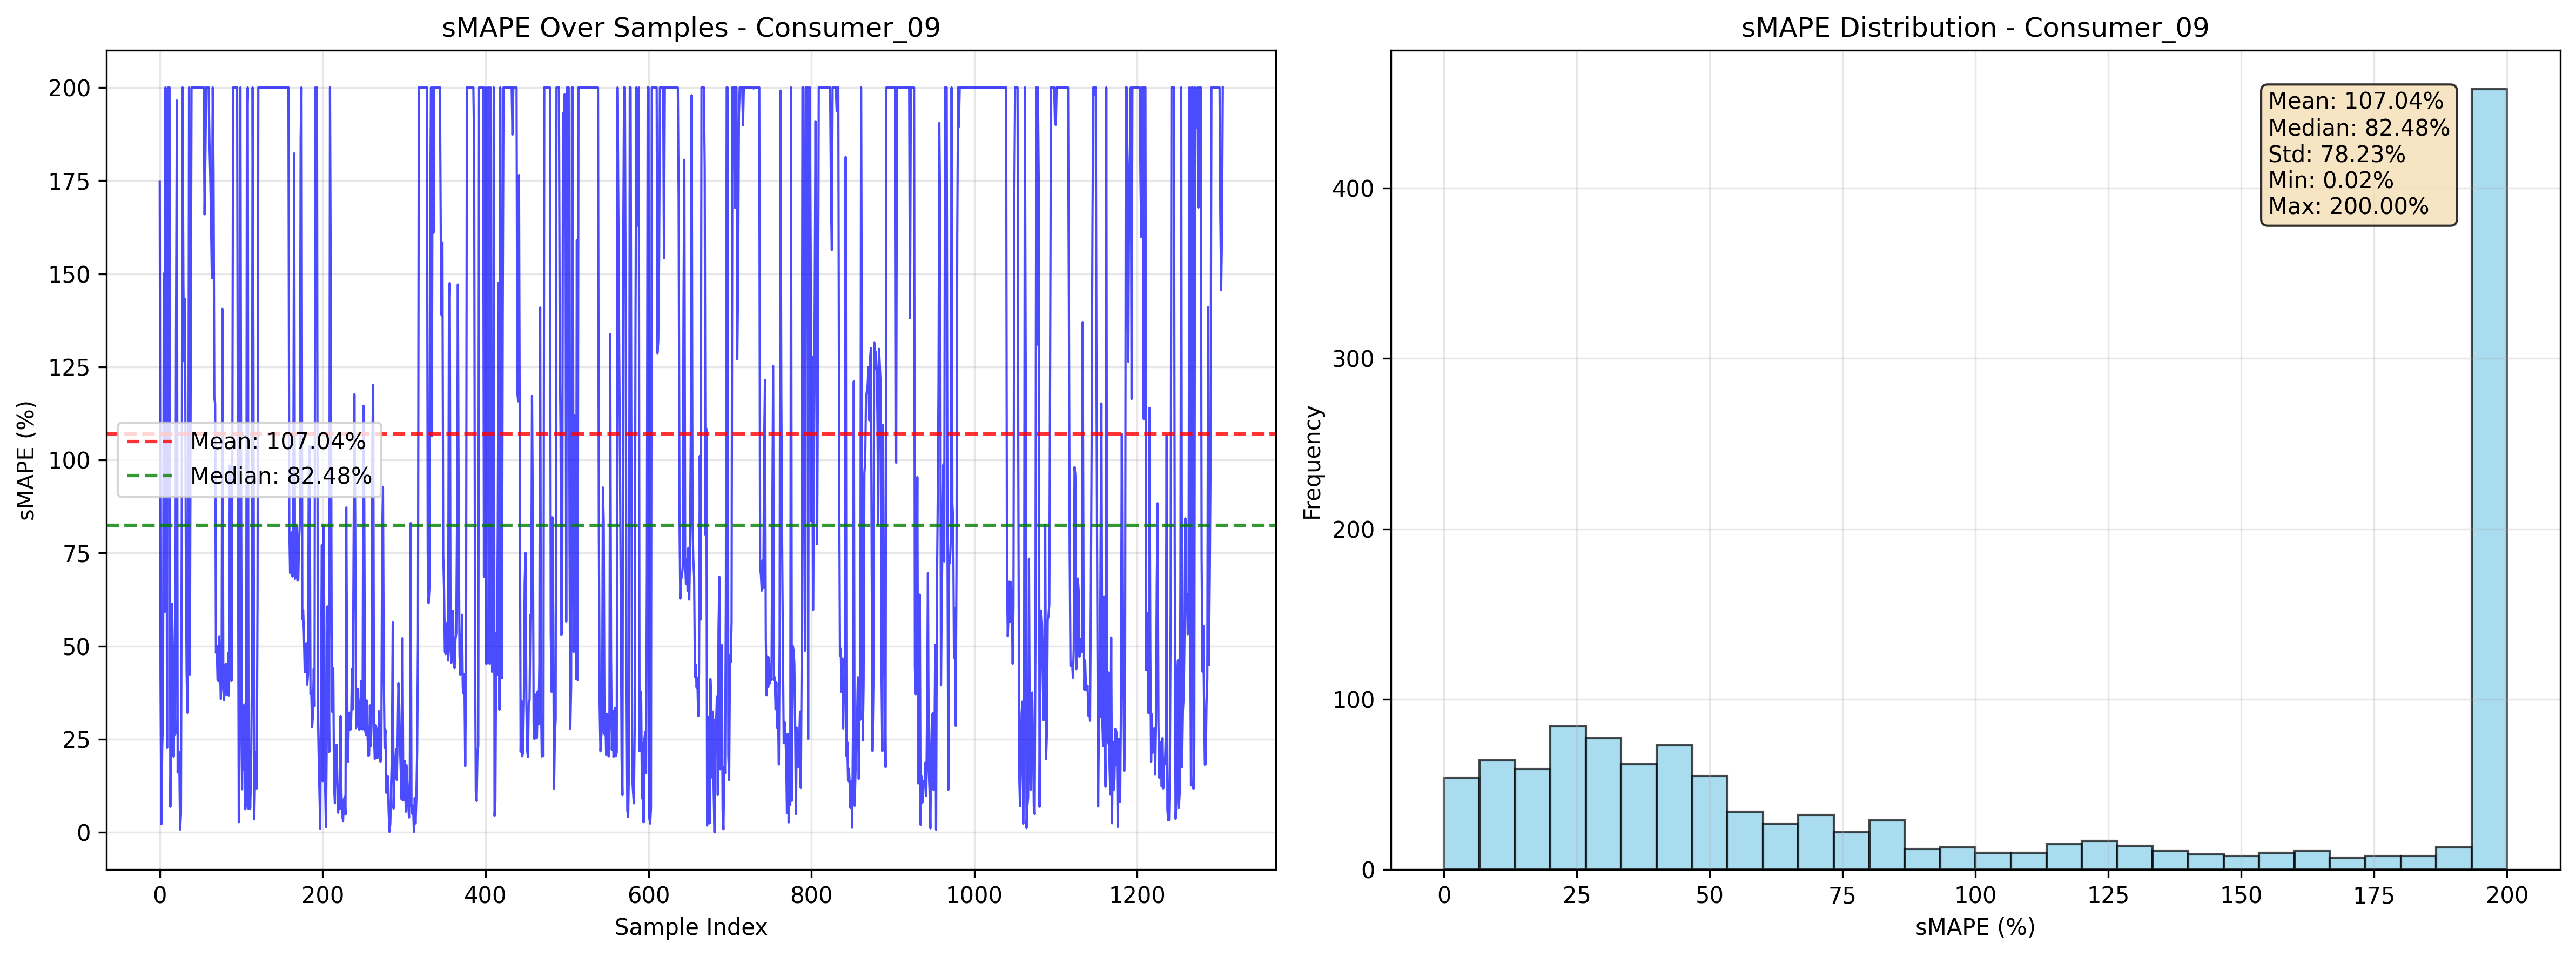 sMAPE Over Samples - Consumer_09
200
175
150
125
100
75
50
25
0
sMAPE (%)
Mean: 107.04%
Median: 82.48%
0
200
400
600
800
1000
1200
Sample Index
sMAPE Distribution - Consumer_09
Mean: 107.04%
Median: 82.48%
Std: 78.23%
Min: 0.02%
Max: 200.00%
400
300
200
100
0
Frequency
0
25
50
75
100
125
150
175
200
sMAPE (%)